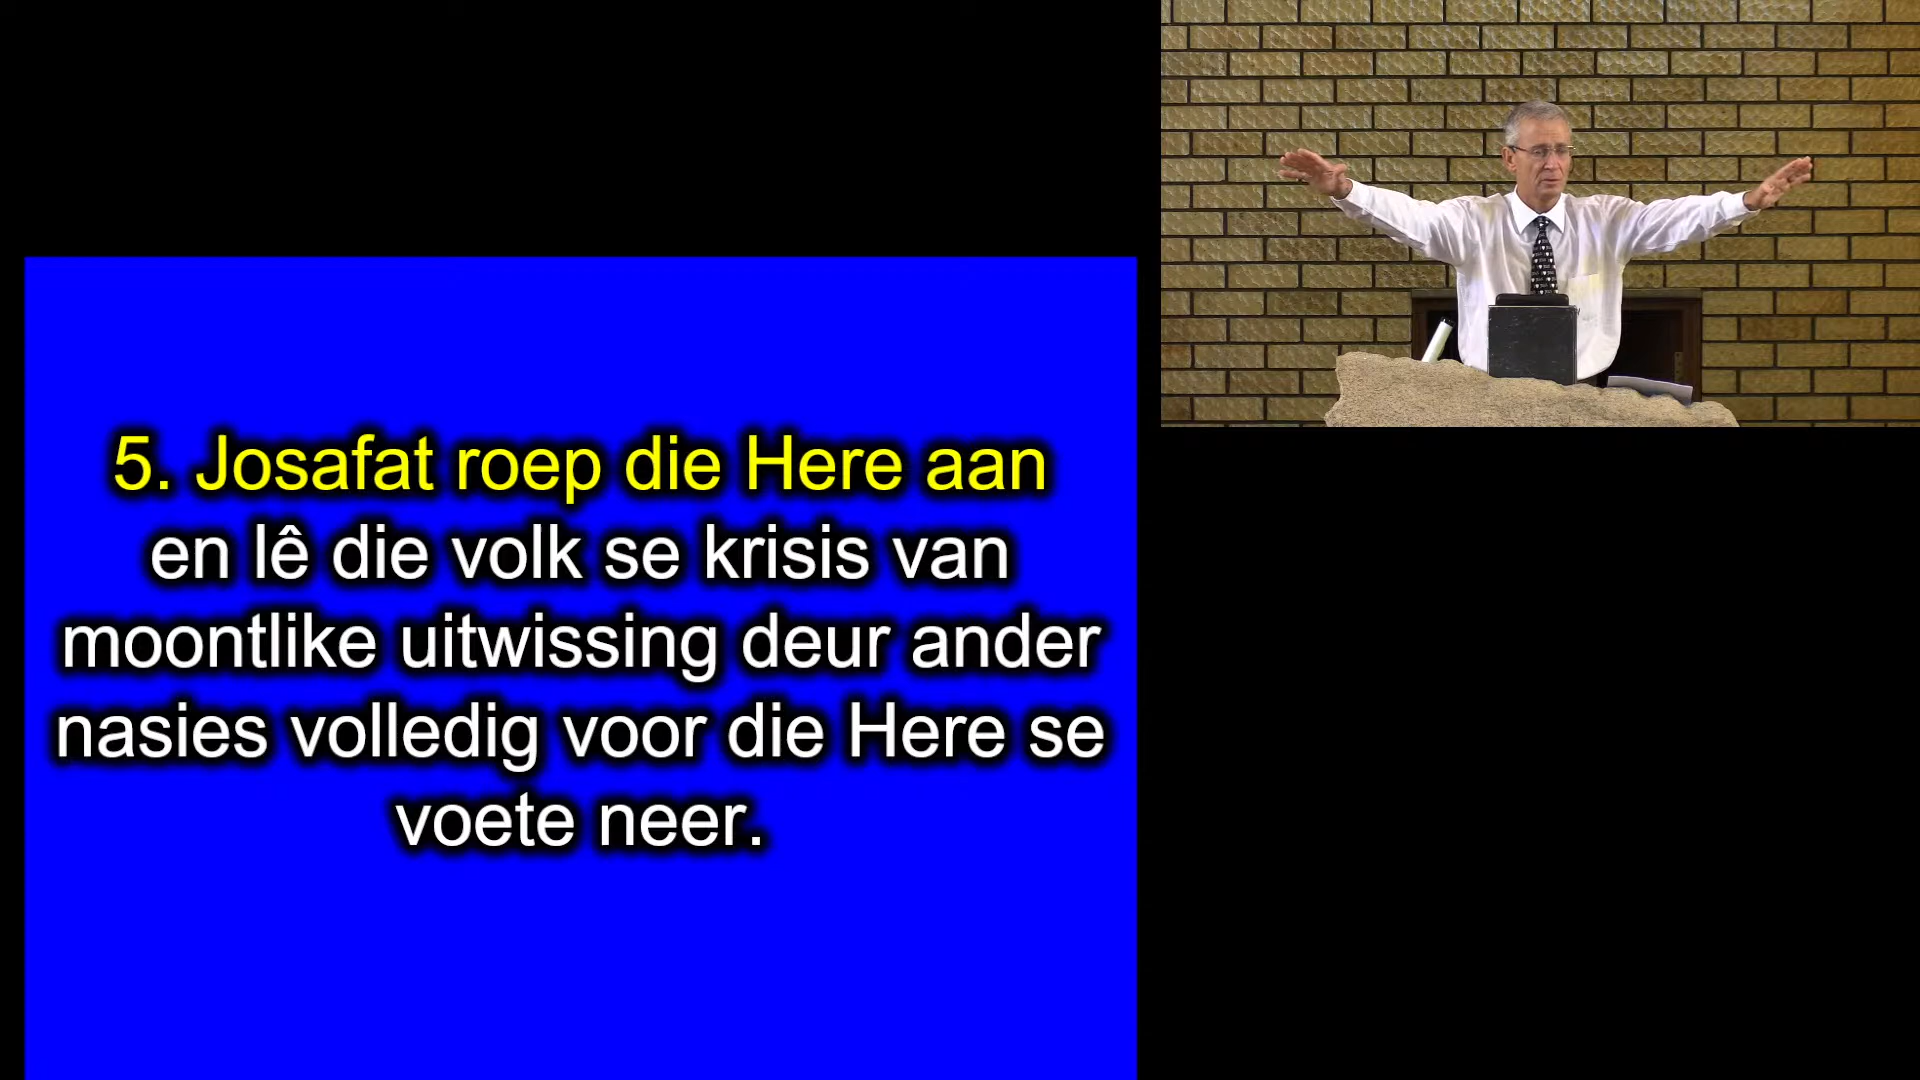 5. Josafat roep die Here aan
en lê die volk se krisis van
moontlike uitwissing deur ander
nasies volledig voor die Here se
voete neer.